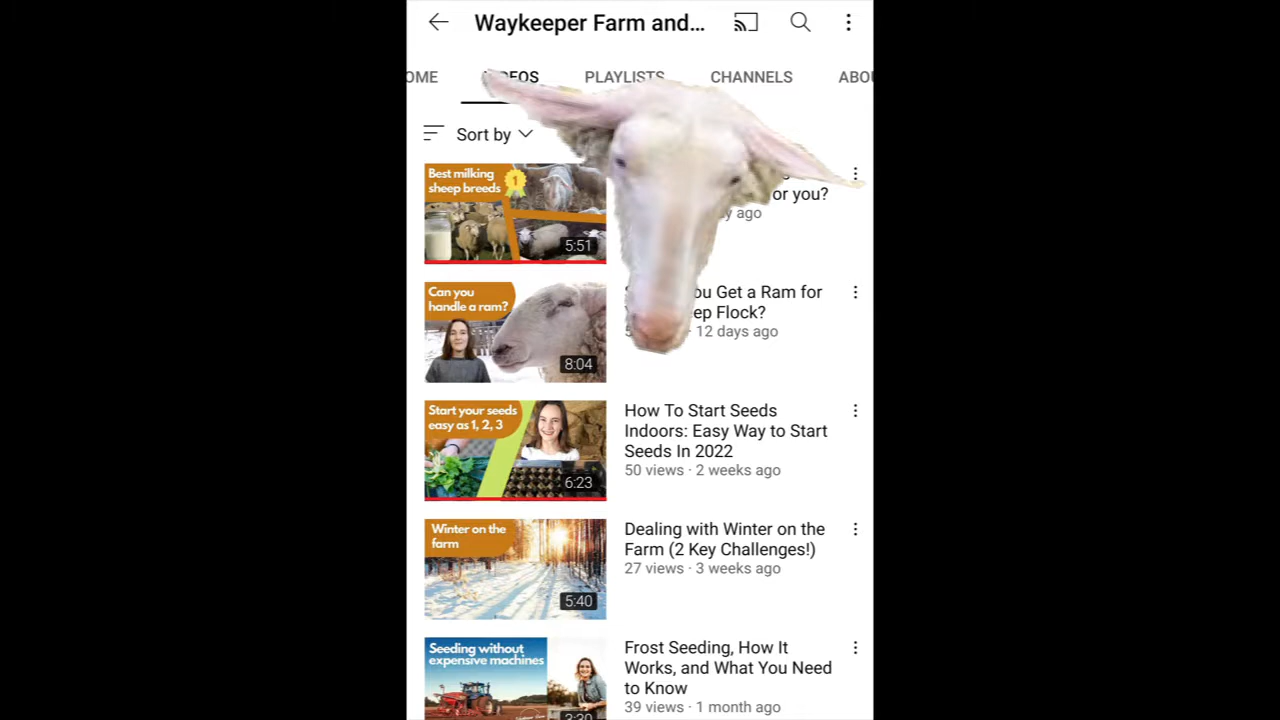 Waykeeper Farm and...
OME
VIDEOS
PLAYLISTS
CHANNELS
ABOU
Sort by
Best milking
sheep breeds
1
5:51
or you?
ago
Can you
handle a ram?
8:04
ou Get a Ram for
ep Flock?
12 days ago
Start your seeds
easy as 1, 2, 3
6:23
How To Start Seeds
Indoors: Easy Way to Start
Seeds In 2022
50 views · 2 weeks ago
Winter on the
farm
5:40
Dealing with Winter on the
Farm (2 Key Challenges!)
27 views · 3 weeks ago
Seeding without
expensive machines
Frost Seeding, How It
Works, and What You Need
to Know
39 views · 1 month ago